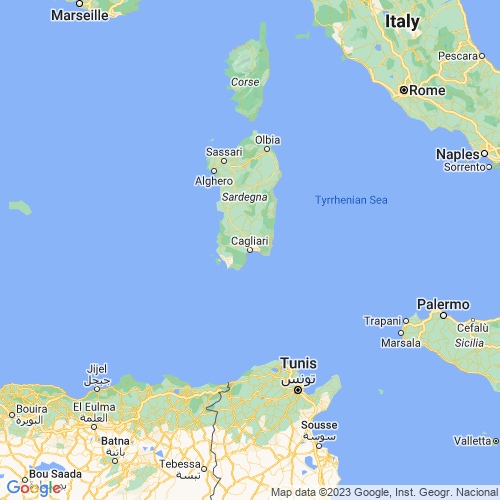 Marseille
Italy
Pescara
Corse
Rome
Olbia
Sassari
Naples
Sorrento
Alghero
Sardegna
Tyrrhenian Sea
Cagliari
Palermo
Trapani
Cefalù
Marsala
Sicilia
Tunis
تونس
Jijel
جيجل
Bouira
البويرة
El Eulma
العلمة
Sousse
سوسة
Batna
باتنة
Valletta
Tebessa
تبسة
Bou Saada
Google
Map data ©2023 Google, Inst. Geogr. Nacional